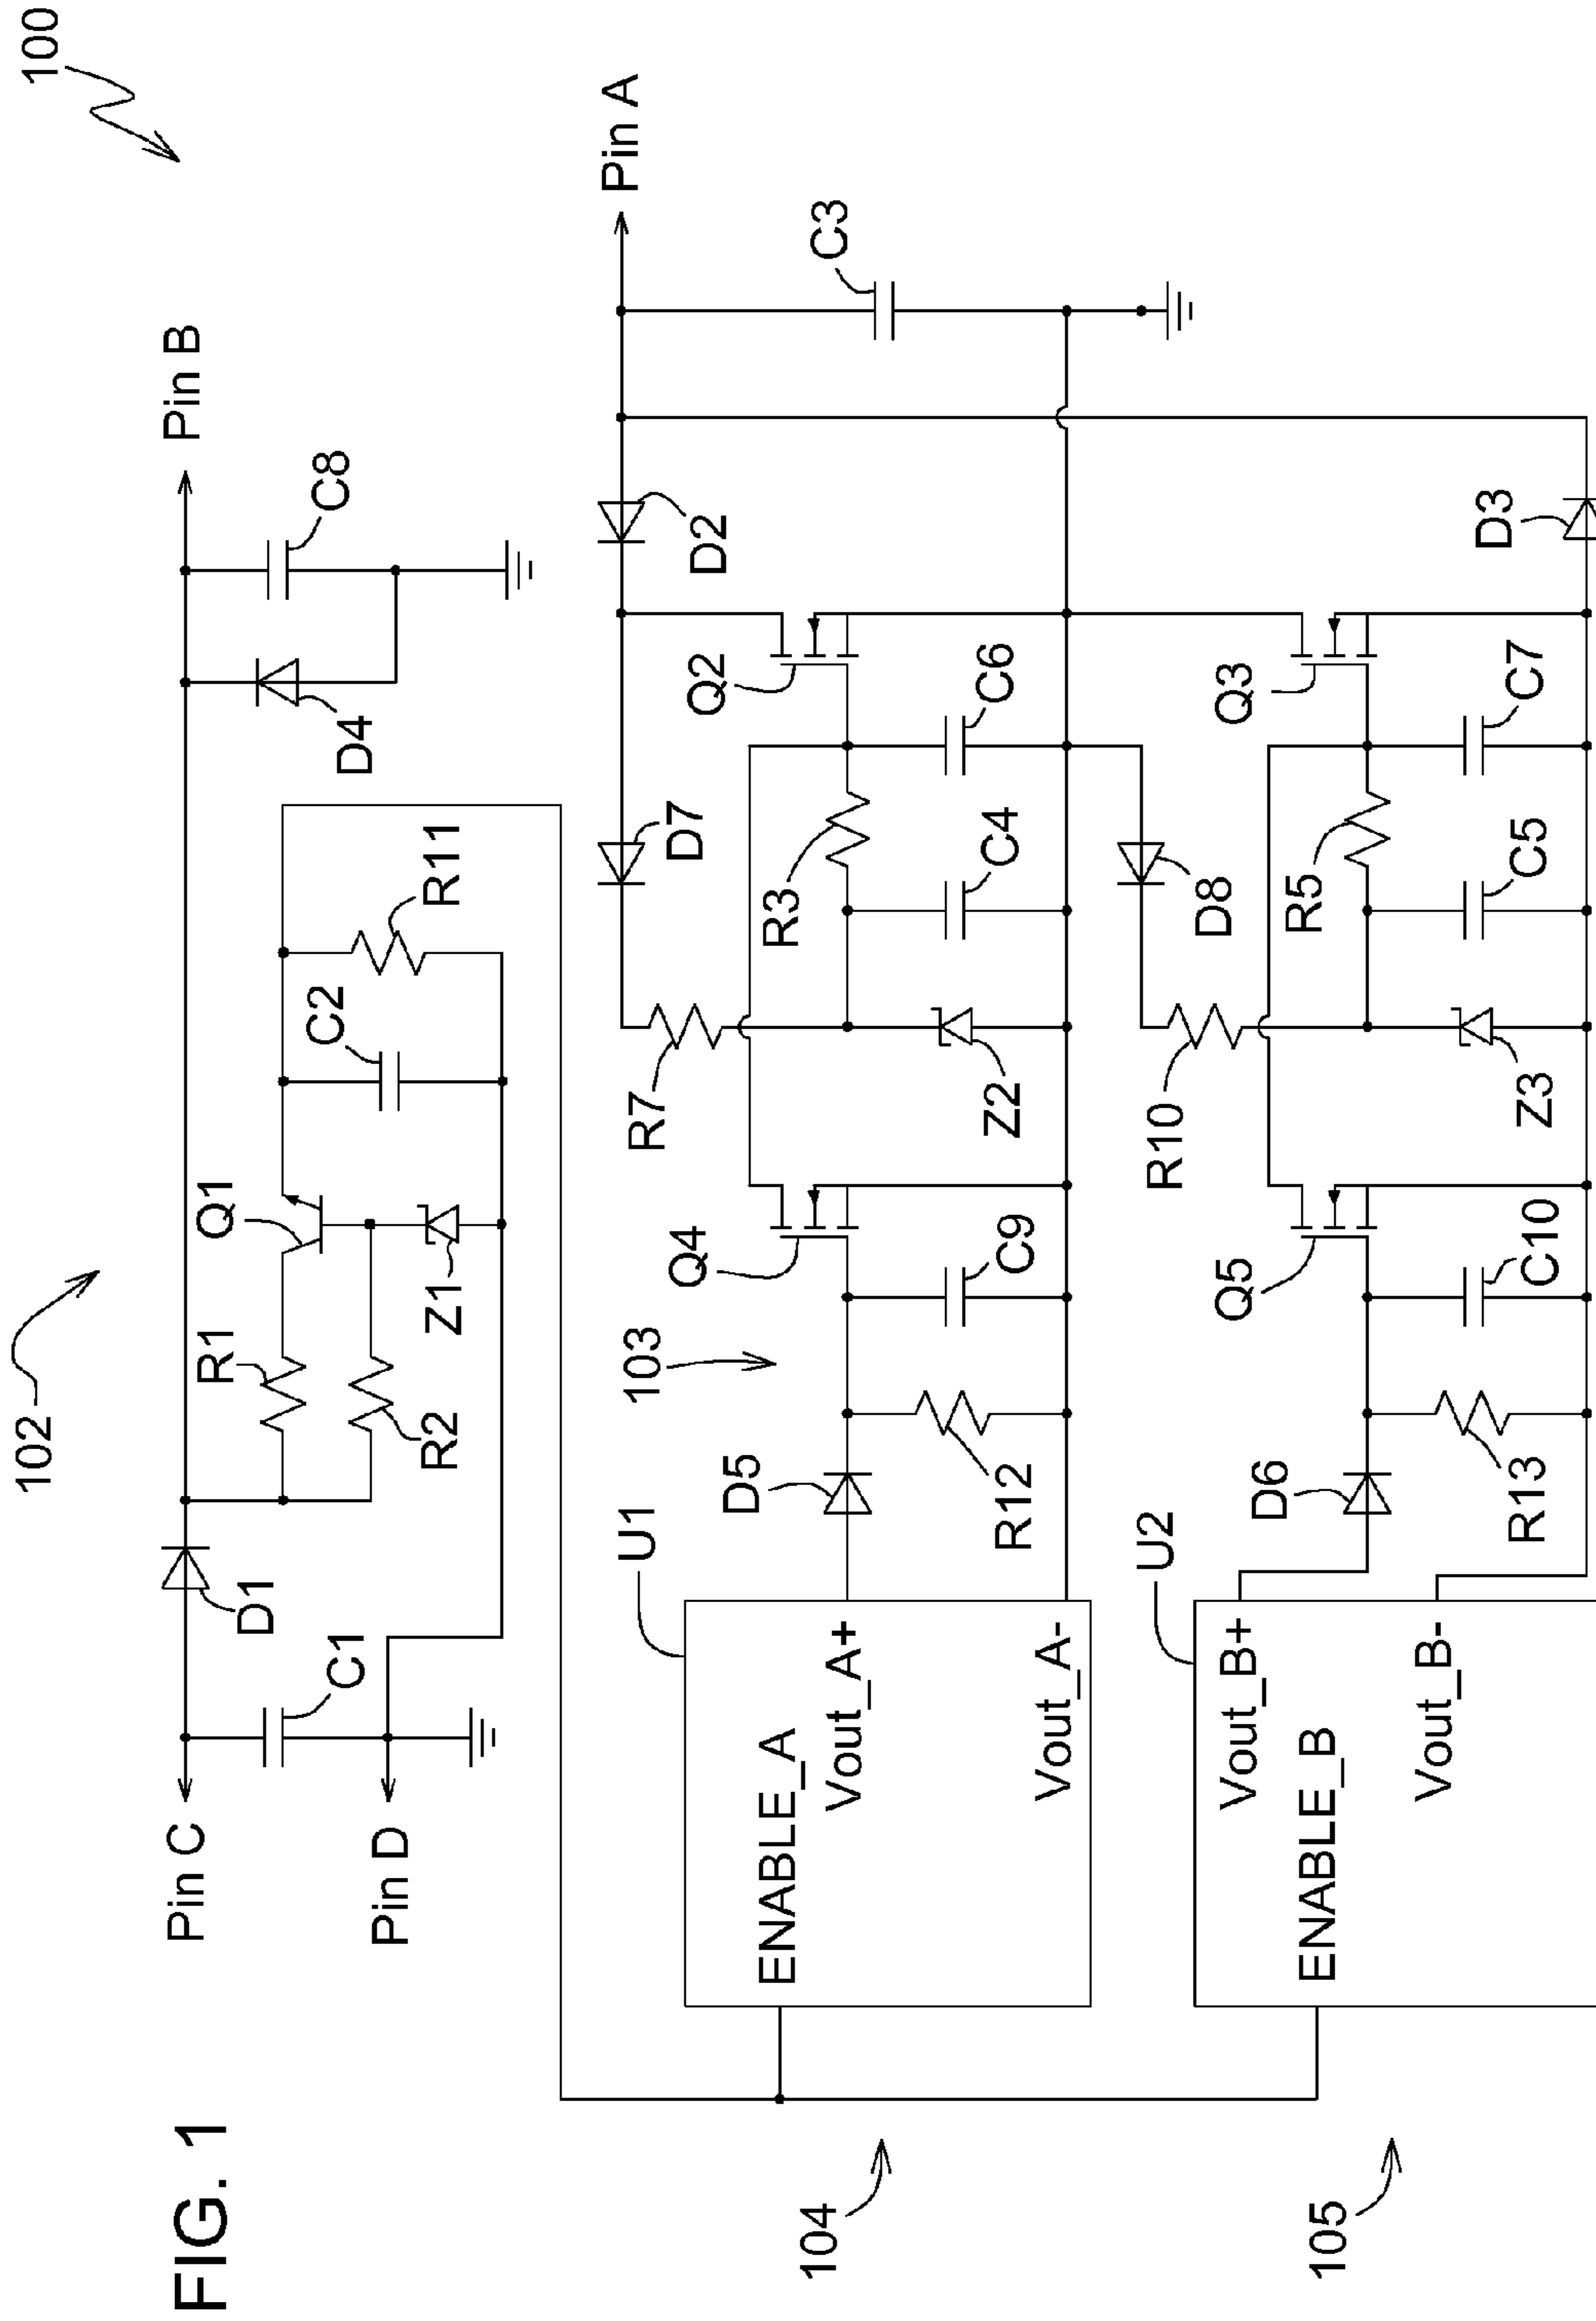 FIG. 1
100
102
Pin C
Pin D
C1
D1
R1
R2
Q1
Z1
C2
R11
D4
C8
Pin B
103
104
105
U1
ENABLE_A
Vout_A+
Vout_A-
D5
R12
Q4
C9
R7
Z2
R3
C4
D7
Q2
C6
D2
C3
Pin A
U2
Vout_B+
ENABLE_B
Vout_B-
D6
R13
Q5
C10
R10
Z3
D8
R5
C5
Q3
C7
D3